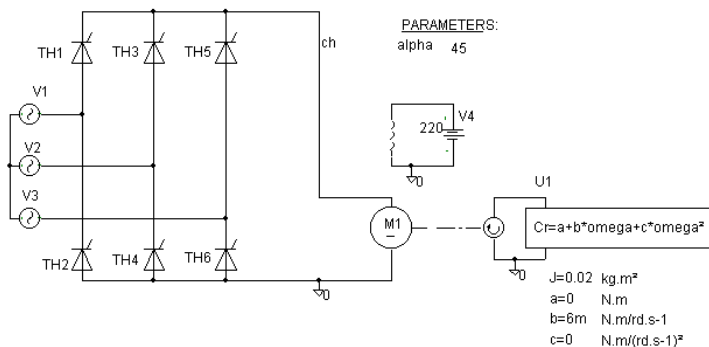 PARAMETERS:
alpha 45
TH1
TH3
TH5
ch
V1
V2
V3
V4
220
0
U1
M1
Cr=a+b*omega+c*omega²
0
TH2
TH4
TH6
0
J=0.02 kg.m²
a=0 N.m
b=6m N.m/rd.s-1
c=0 N.m/(rd.s-1)²